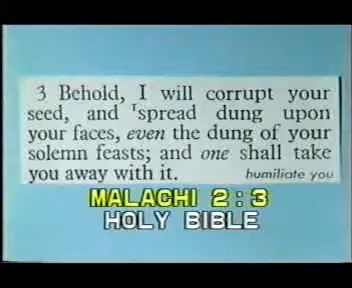 3 Behold, I will corrupt your
seed, and ʳspread dung upon
your faces, even the dung of your
solemn feasts; and one shall take
you away with it. humiliate you
MALACHI 2:3
HOLY BIBLE